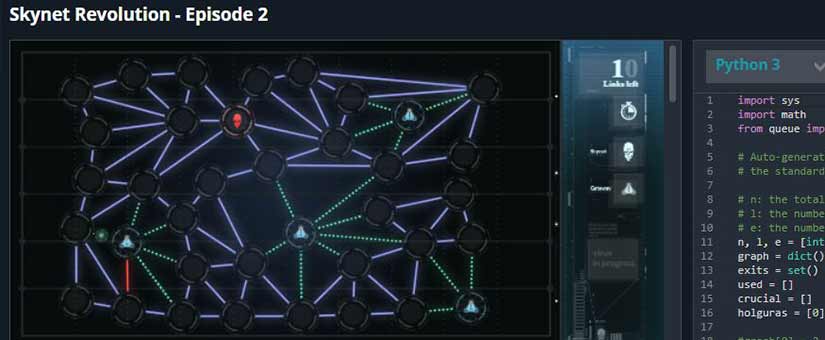 Skynet Revolution - Episode 2
10
Links left
Python 3
1 import sys
2 import math
3 from queue imp
4
5 # Auto-generat
6 # the standard
7
8 # n: the total
9 # l: the numbe
10 # e: the numbe
11 n, l, e = [int
12 graph = dict()
13 exits = set()
14 used = []
15 crucial = []
16 holguras = [0]
17